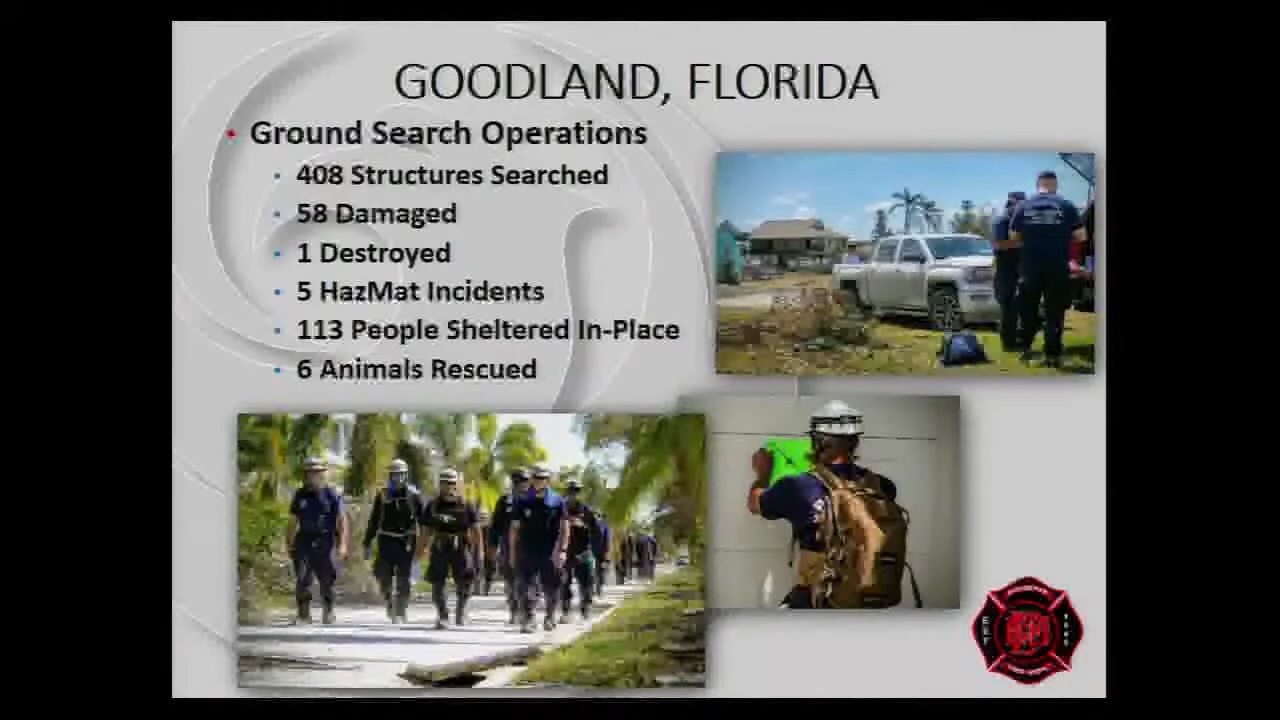 GOODLAND, FLORIDA
Ground Search Operations
408 Structures Searched
58 Damaged
1 Destroyed
5 HazMat Incidents
113 People Sheltered In-Place
6 Animals Rescued